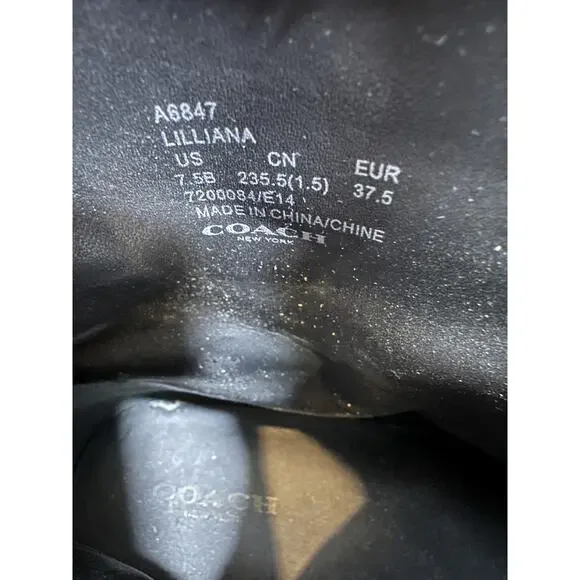 A6847
LILLIANA
US CN EUR
7.5B 235.5(1.5) 37.5
7200084/E14
MADE IN CHINA/CHINE
COACH
NEW YORK
COACH